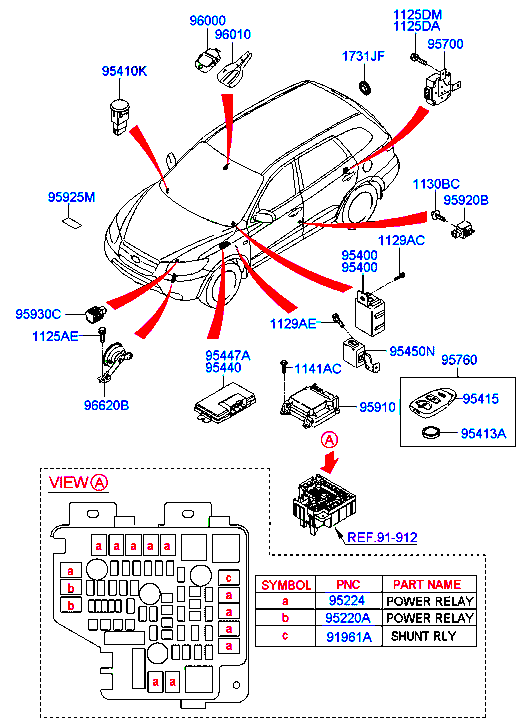 96000
96010
1125DM
1125DA
95700
1731JF
95410K
1130BC
95920B
95925M
1129AC
95400
95400
95930C
1125AE
1129AE
95450N
95447A
95440
1141AC
95760
95415
95413A
96620B
95910
A
VIEW A
REF.91-912
a a a a a
a
b
b
c
a
a
a
a
a a
SYMBOL PNC PART NAME
a 95224 POWER RELAY
b 95220A POWER RELAY
c 91961A SHUNT RLY